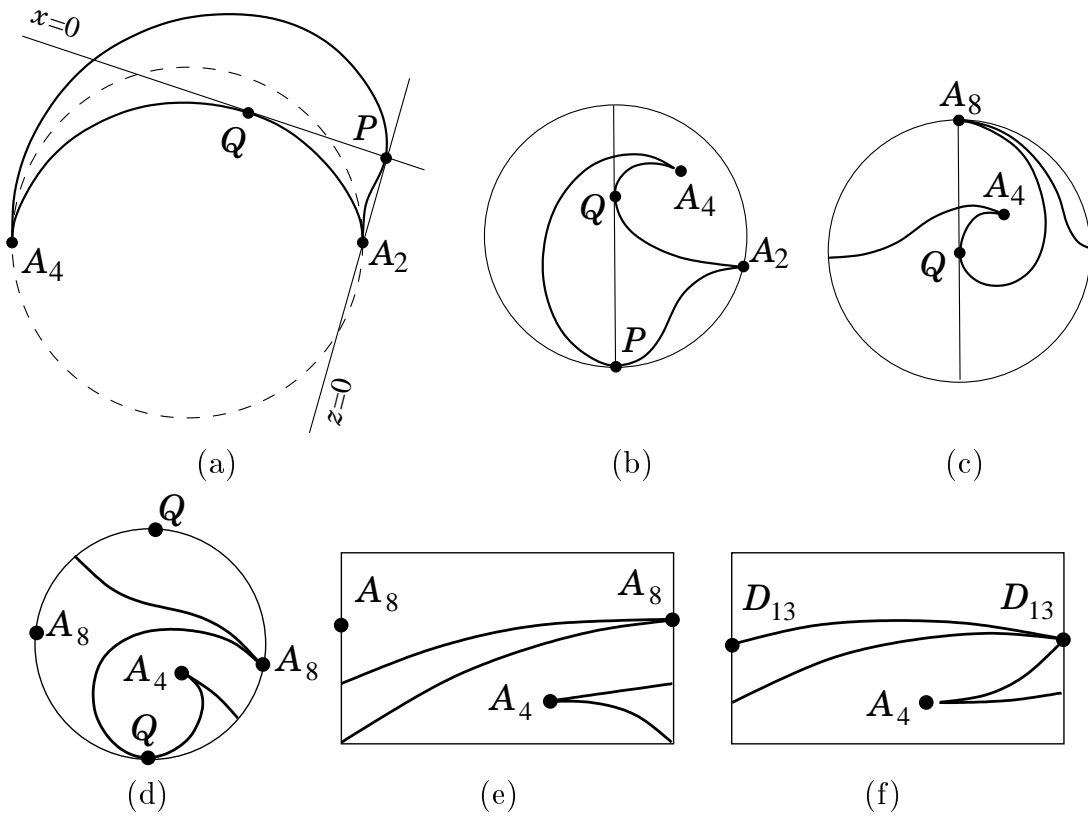 x=0
Q
P
A₄
A₂
z=0
(a)
Q
A₄
A₂
P
(b)
A₈
A₄
Q
(c)
Q
A₈
A₄
A₈
Q
(d)
A₈
A₈
A₄
(e)
D₁₃
D₁₃
A₄
(f)